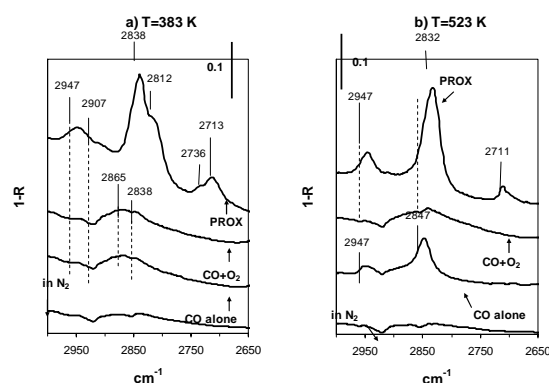 a) T=383 K
2838
0.1
2812
2947
2907
2736
2713
2865
2838
PROX
CO+O2
in N2
CO alone
1-R
2950
2850
2750
2650
cm-1
b) T=523 K
2832
0.1
PROX
2947
2711
2847
CO+O2
2947
CO alone
in N2
1-R
2950
2850
2750
2650
cm-1